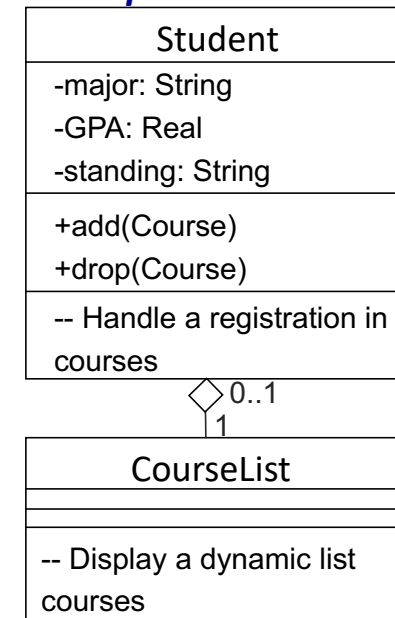 Student
-major: String
-GPA: Real
-standing: String
+add(Course)
+drop(Course)
-- Handle a registration in
courses
0..1
1
CourseList
-- Display a dynamic list
courses